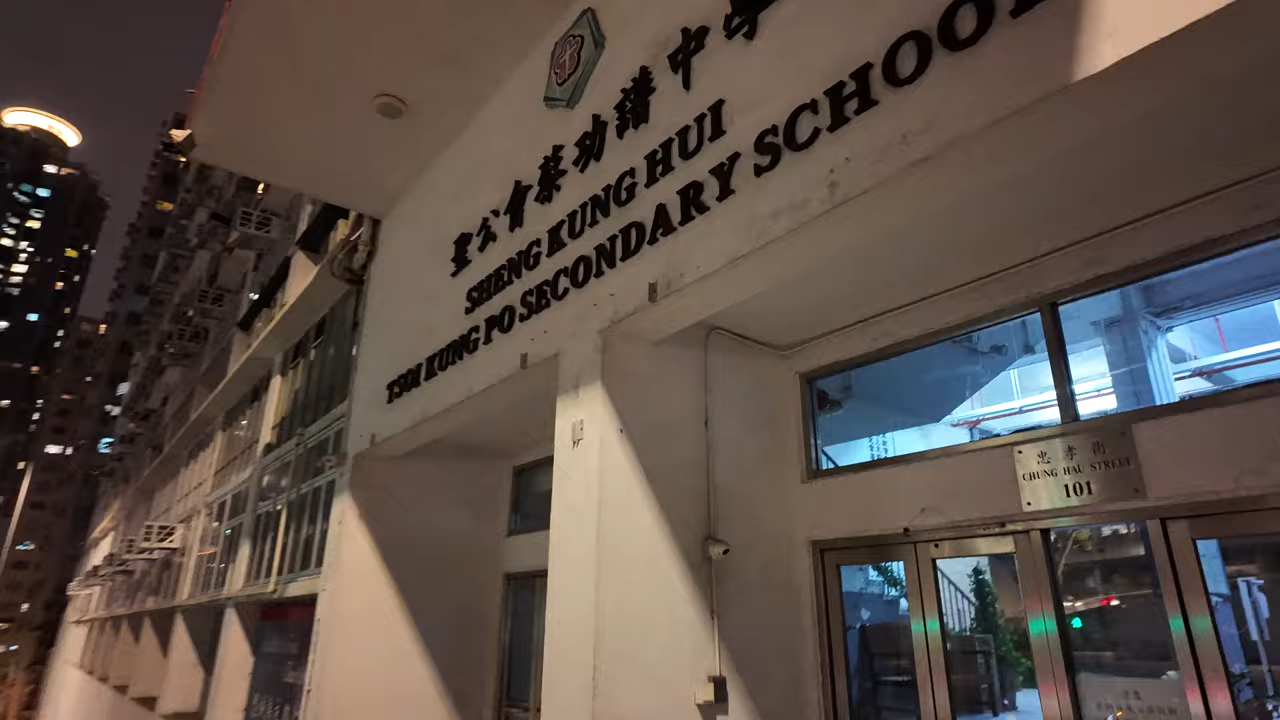 聖公會蔡功譜中學
SHENG KUNG HUI
TSOI KUNG PO SECONDARY SCHOOL
忠孝街
CHUNG HAU STREET
101